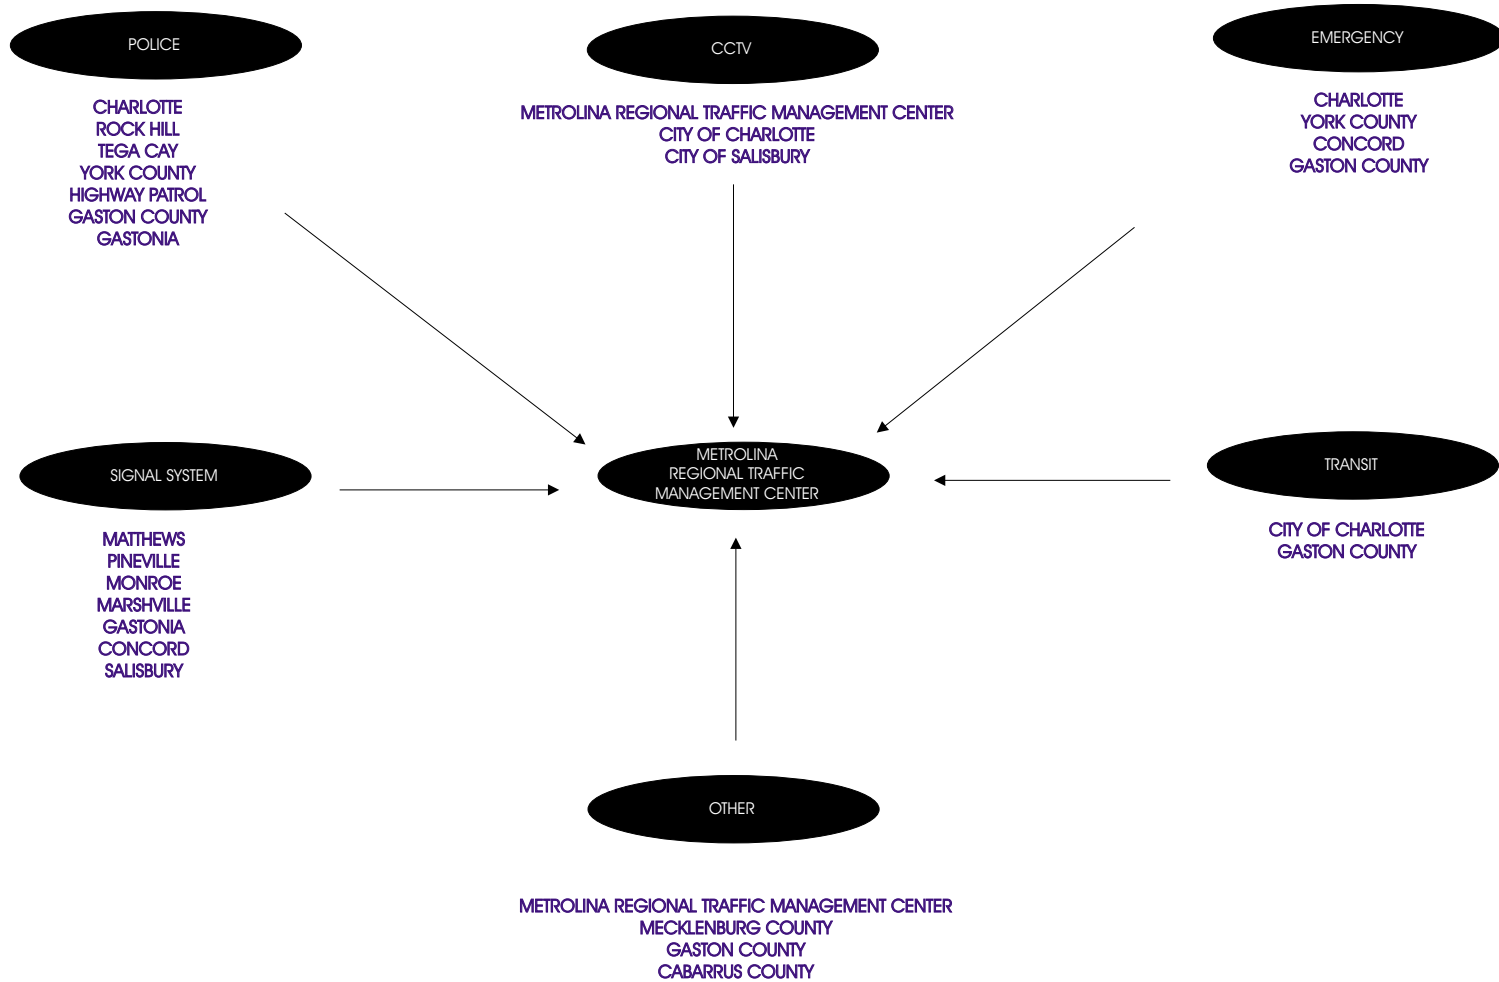 POLICE
CHARLOTTE
ROCK HILL
TEGA CAY
YORK COUNTY
HIGHWAY PATROL
GASTON COUNTY
GASTONIA
CCTV
METROLINA REGIONAL TRAFFIC MANAGEMENT CENTER
CITY OF CHARLOTTE
CITY OF SALISBURY
EMERGENCY
CHARLOTTE
YORK COUNTY
CONCORD
GASTON COUNTY
SIGNAL SYSTEM
MATTHEWS
PINEVILLE
MONROE
MARSHVILLE
GASTONIA
CONCORD
SALISBURY
METROLINA
REGIONAL TRAFFIC
MANAGEMENT CENTER
TRANSIT
CITY OF CHARLOTTE
GASTON COUNTY
OTHER
METROLINA REGIONAL TRAFFIC MANAGEMENT CENTER
MECKLENBURG COUNTY
GASTON COUNTY
CABARRUS COUNTY